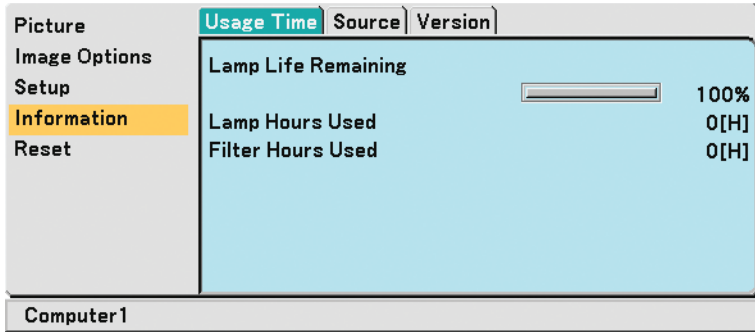 Picture
Image Options
Setup
Information
Reset
Usage Time Source Version
Lamp Life Remaining
100%
Lamp Hours Used 0[H]
Filter Hours Used 0[H]
Computer1